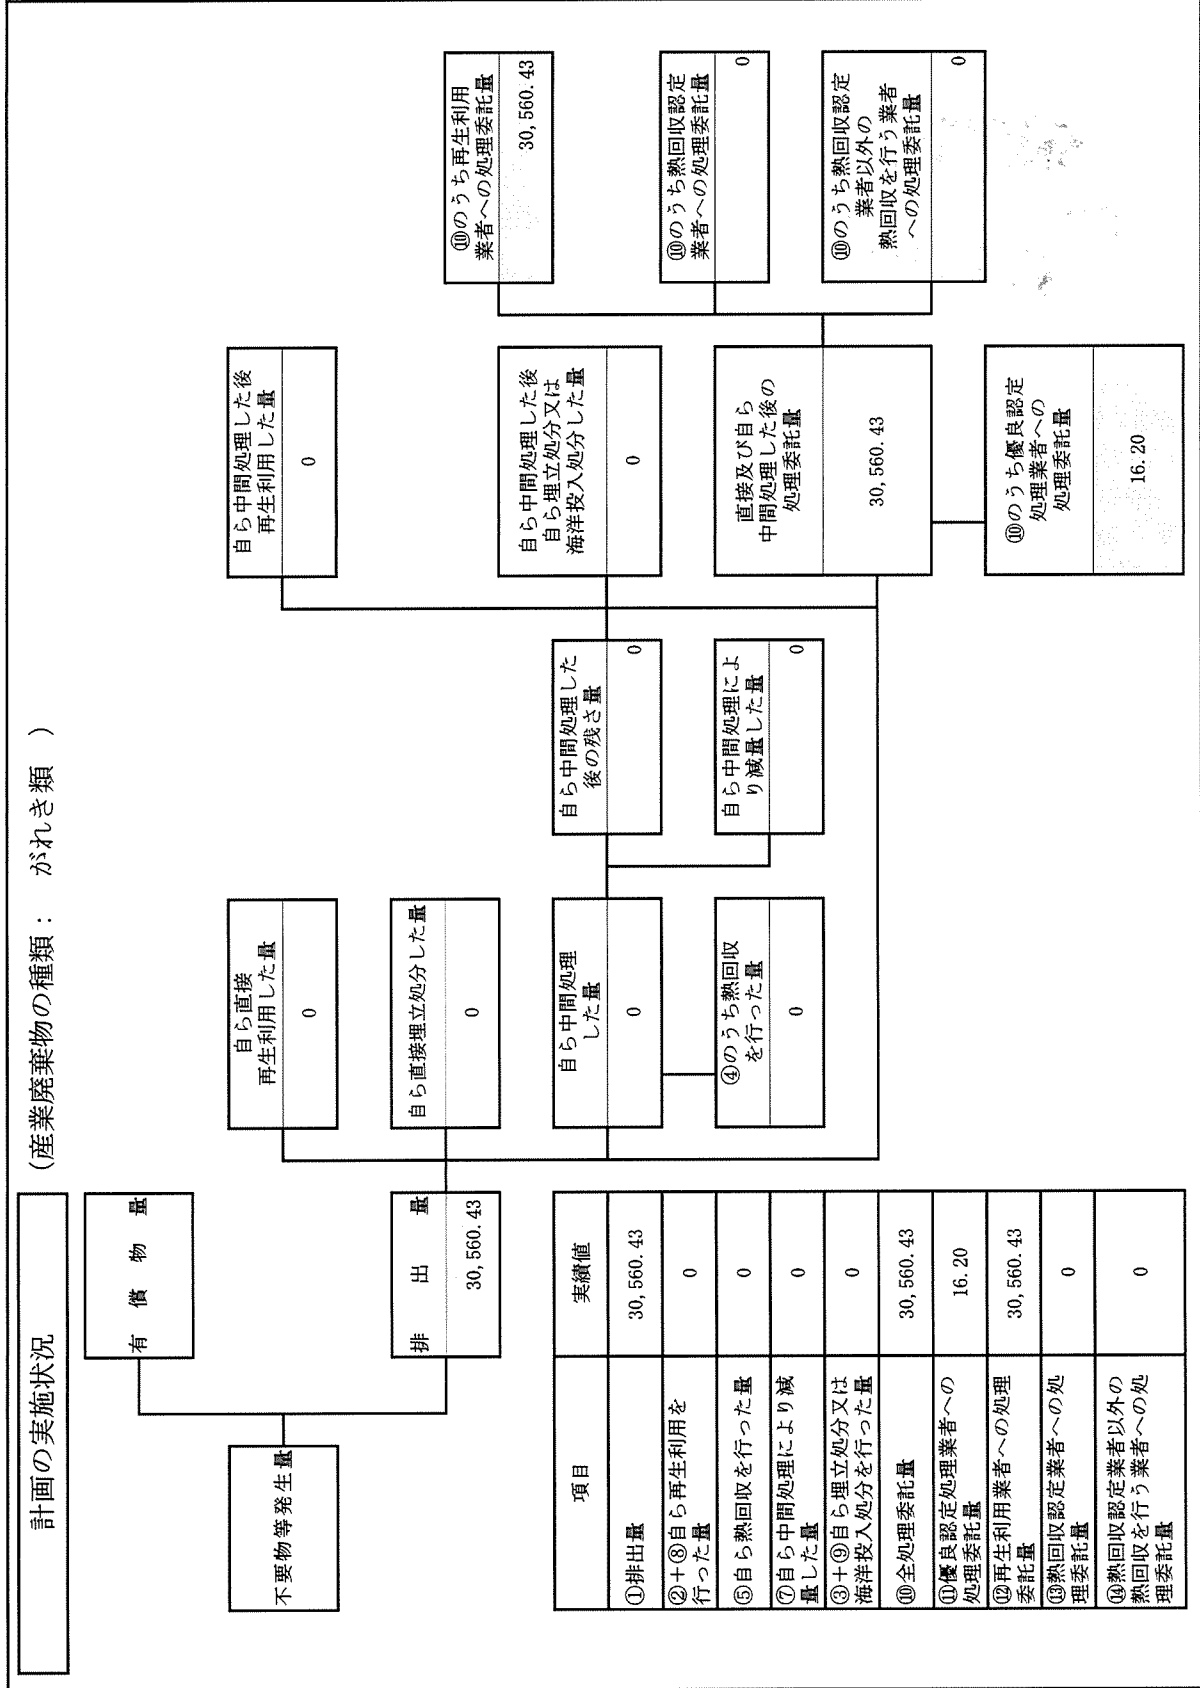 計画の実施状況
(産業廃棄物の種類： がれき類 )
不要物等発生量
有 償 物 量
排 出 量
30,560.43
自ら直接
再生利用した量
0
自ら直接埋立処分した量
0
自ら中間処理
した量
0
④のうち熱回収
を行った量
0
自ら中間処理した
後の残さ量
0
自ら中間処理によ
り減量した量
0
自ら中間処理した後
再生利用した量
0
自ら中間処理した後
自ら埋立処分又は
海洋投入処分した量
0
直接及び自ら
中間処理した後の
処理委託量
30,560.43
⑩のうち優良認定
処理業者への
処理委託量
16.20
⑩のうち再生利用
業者への処理委託量
30,560.43
⑩のうち熱回収認定
業者への処理委託量
0
⑩のうち熱回収認定
業者以外の
熱回収を行う業者
への処理委託量
0
項目 実績値
①排出量 30,560.43
②＋⑧自ら再生利用を
行った量 0
⑤自ら熱回収を行った量 0
⑦自ら中間処理により減
量した量 0
③＋⑨自ら埋立処分又は
海洋投入処分を行った量 0
⑩全処理委託量 30,560.43
⑪優良認定処理業者への
処理委託量 16.20
⑫再生利用業者への処理
委託量 30,560.43
⑬熱回収認定業者への処
理委託量 0
⑭熱回収認定業者以外の
熱回収を行う業者への処
理委託量 0